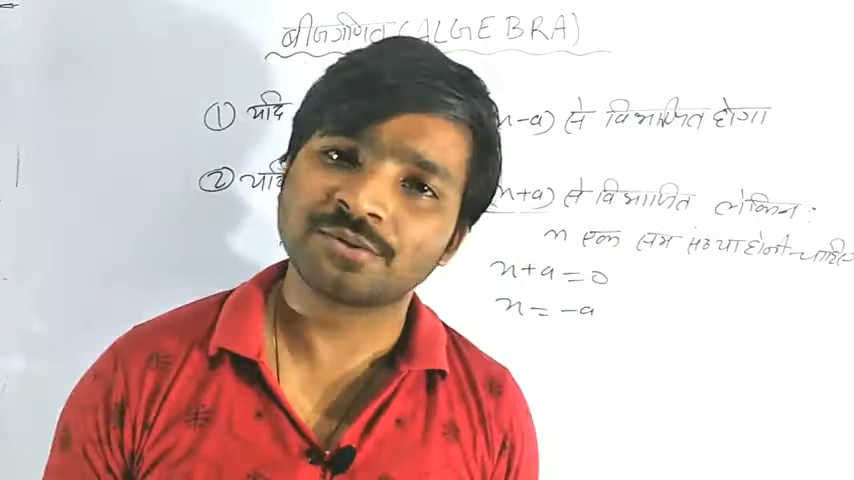 बीजगणित (ALGEBRA)
① यदि x-a) से विभाजित होगा
② यदि (x+a) से विभाजित लेकिन :
n एक सम संख्या होनी चाहिए
x+a=0
x=-a